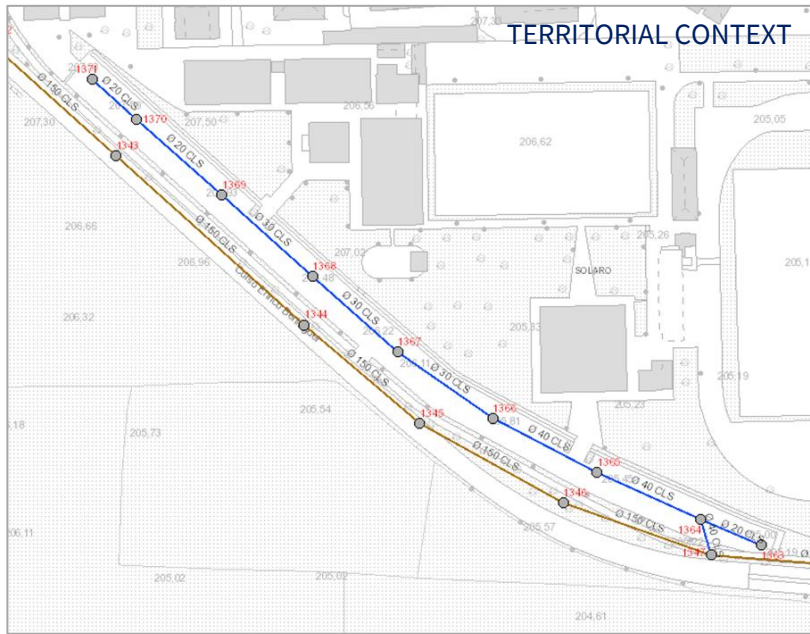 TERRITORIAL CONTEXT
207,33
1371
Ø 20 CLS
Ø 150 CLS
1370
207,50
206,56
207,30
1343
Ø 20 CLS
206,62
205,05
1369
Ø 30 CLS
206,66
Ø 150 CLS
206,96
207,02
205,26
1368
SOLARO
206,32
1344
Ø 30 CLS
205,33
1367
Ø 150 CLS
Ø 30 CLS
205,19
205,54
1366
205,23
1345
Ø 40 CLS
205,73
Ø 150 CLS
1365
Ø 40 CLS
1346
Ø 150 CLS
1364
Ø 20 CLS
206,11
205,57
1347
1363
205,02
205,02
204,61